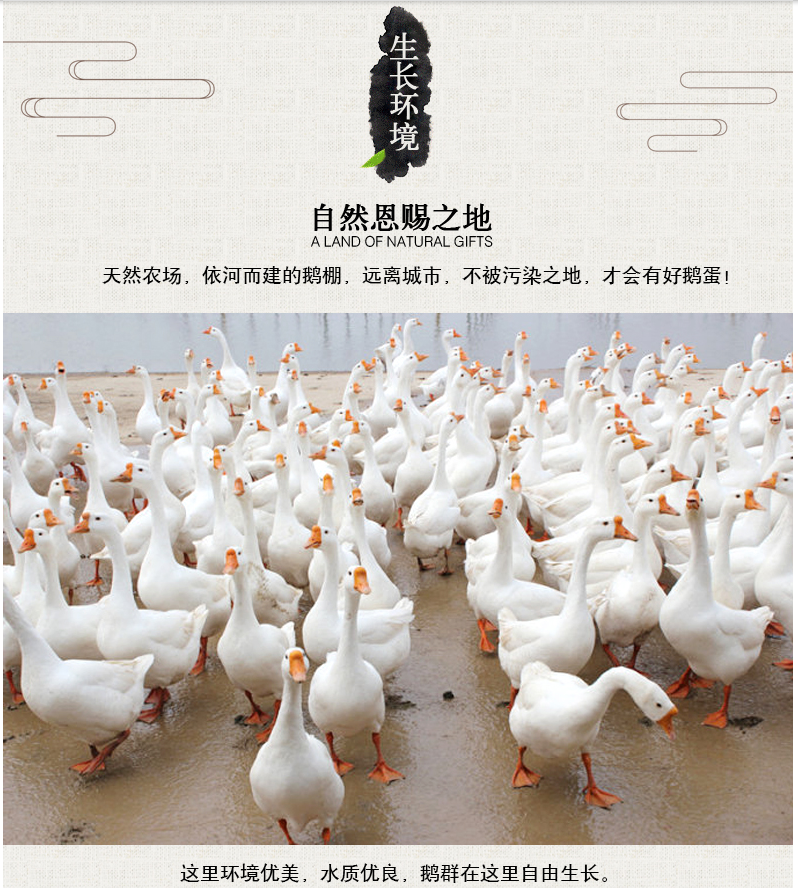 生长环境
自然恩赐之地
A LAND OF NATURAL GIFTS
天然农场，依河而建的鹅棚，远离城市，不被污染之地，才会有好鹅蛋！
这里环境优美，水质优良，鹅群在这里自由生长。